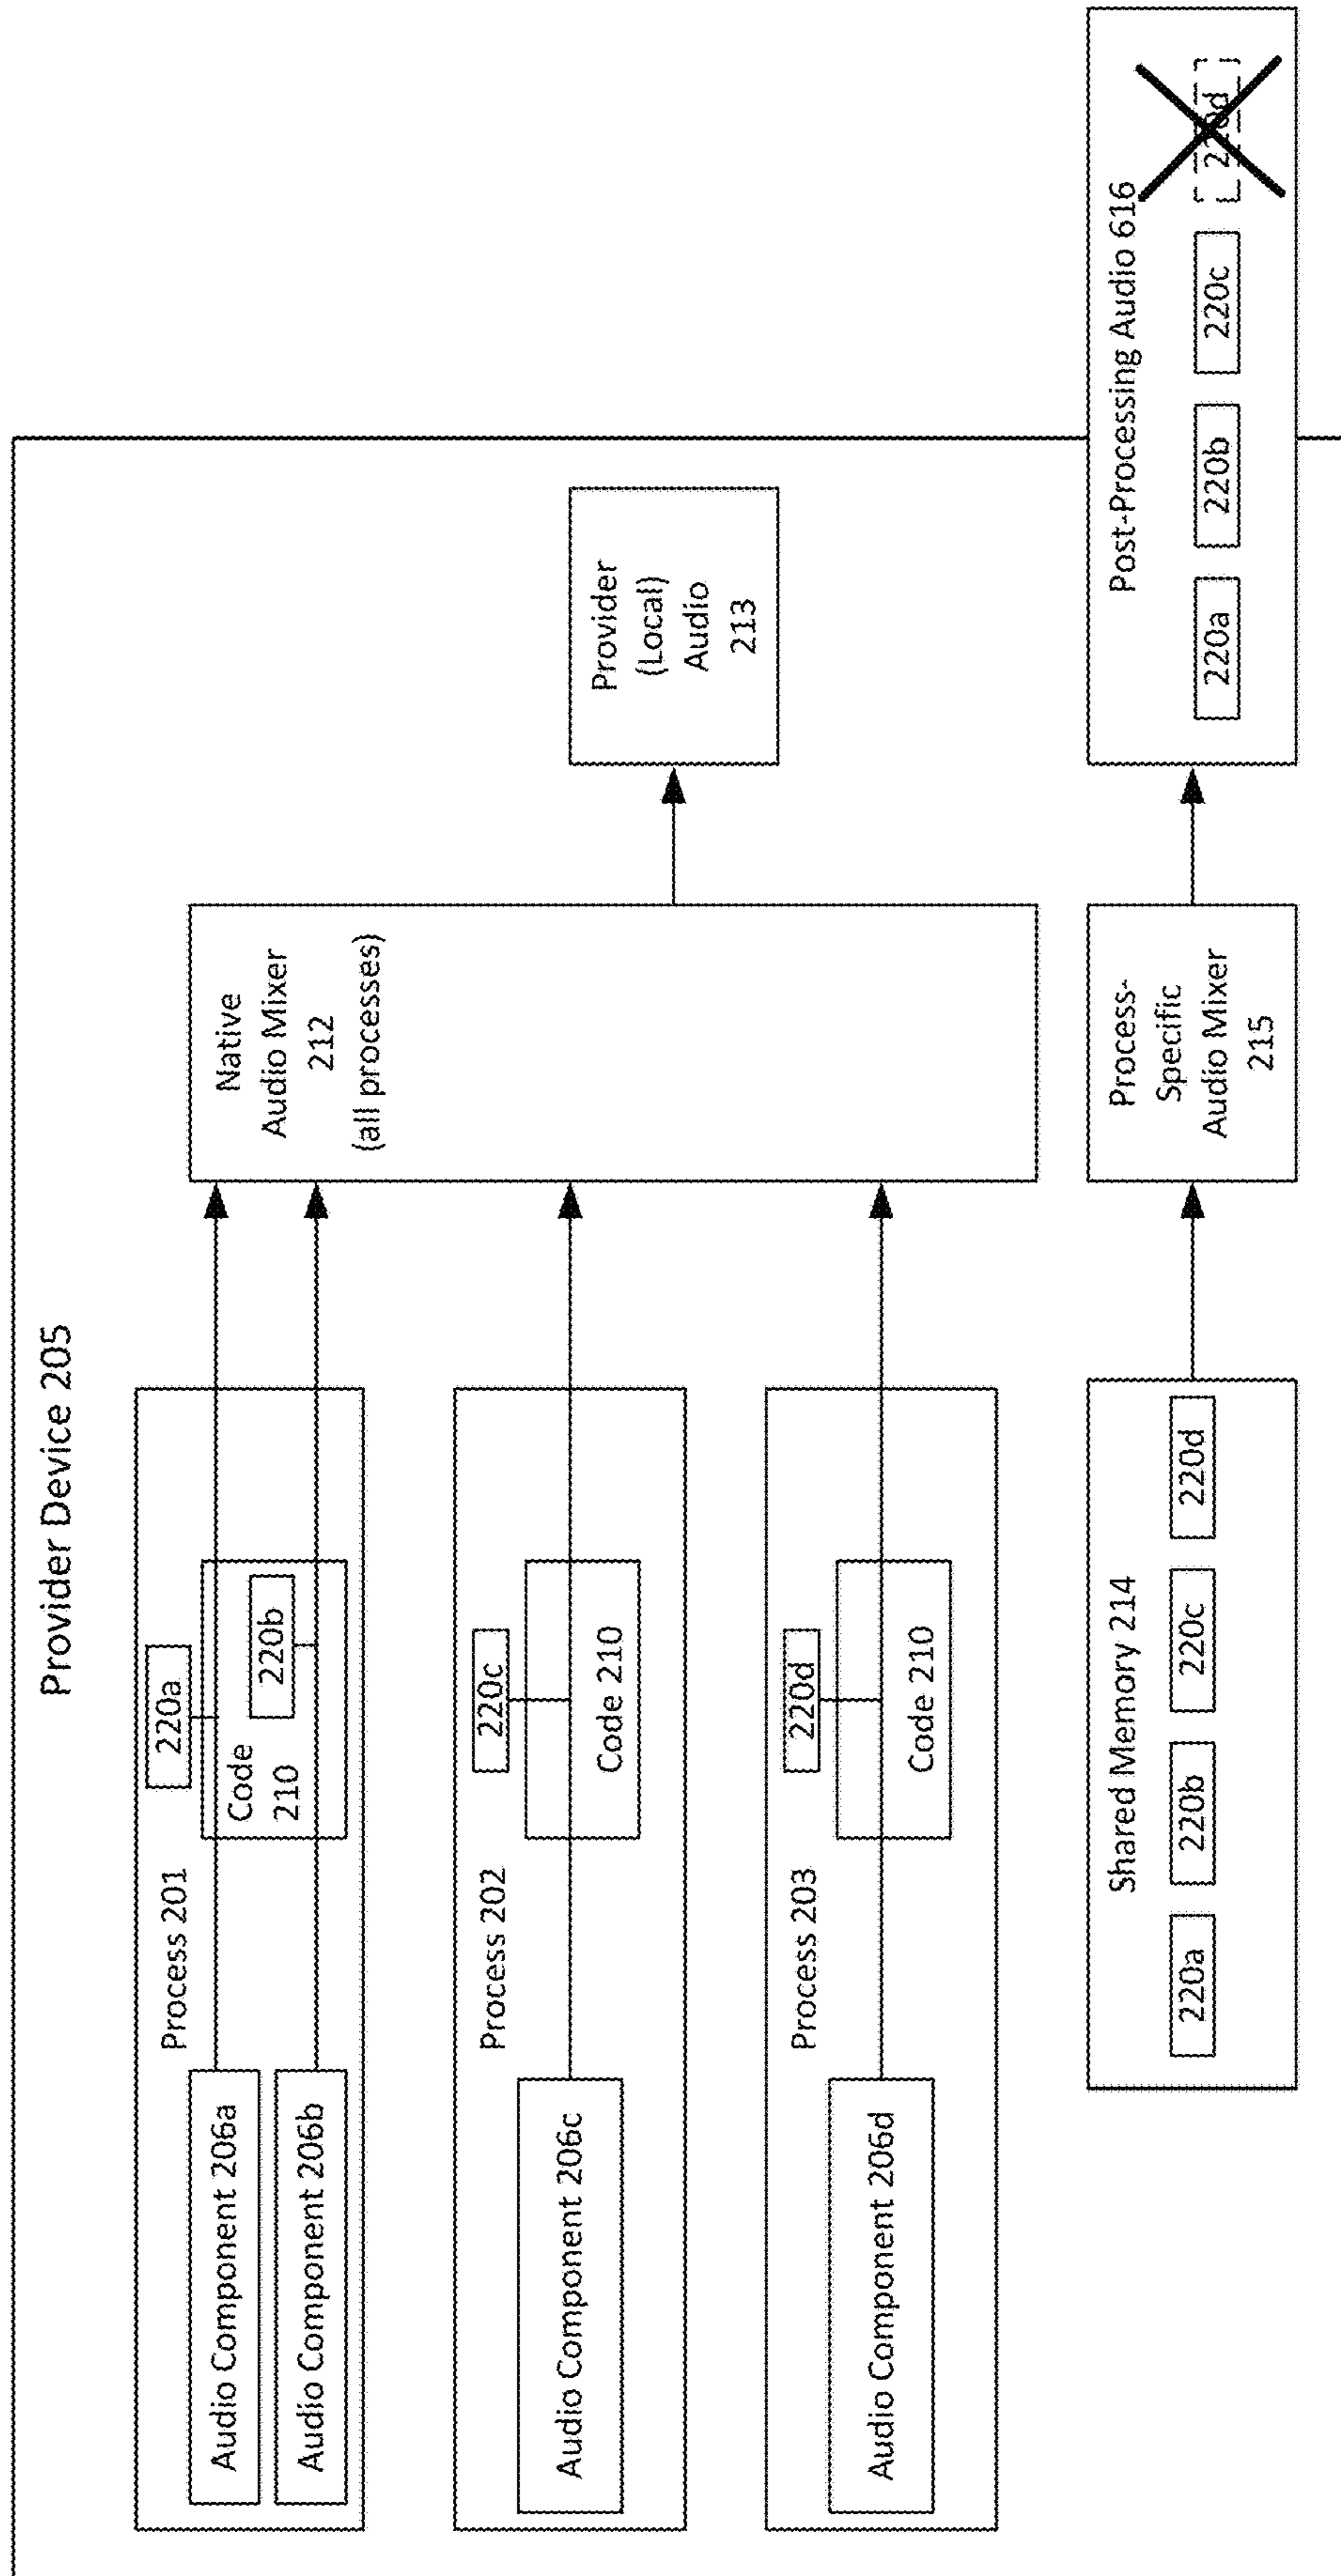 Provider Device 205
Process 201
Audio Component 206a
Audio Component 206b
220a
Code
210
220b
Process 202
Audio Component 206c
220c
Code 210
Process 203
Audio Component 206d
220d
Code 210
Native
Audio Mixer
212
(all processes)
Provider
(Local)
Audio
213
Shared Memory 214
220a
220b
220c
220d
Process-
Specific
Audio Mixer
215
Post-Processing Audio 616
220a
220b
220c
220d